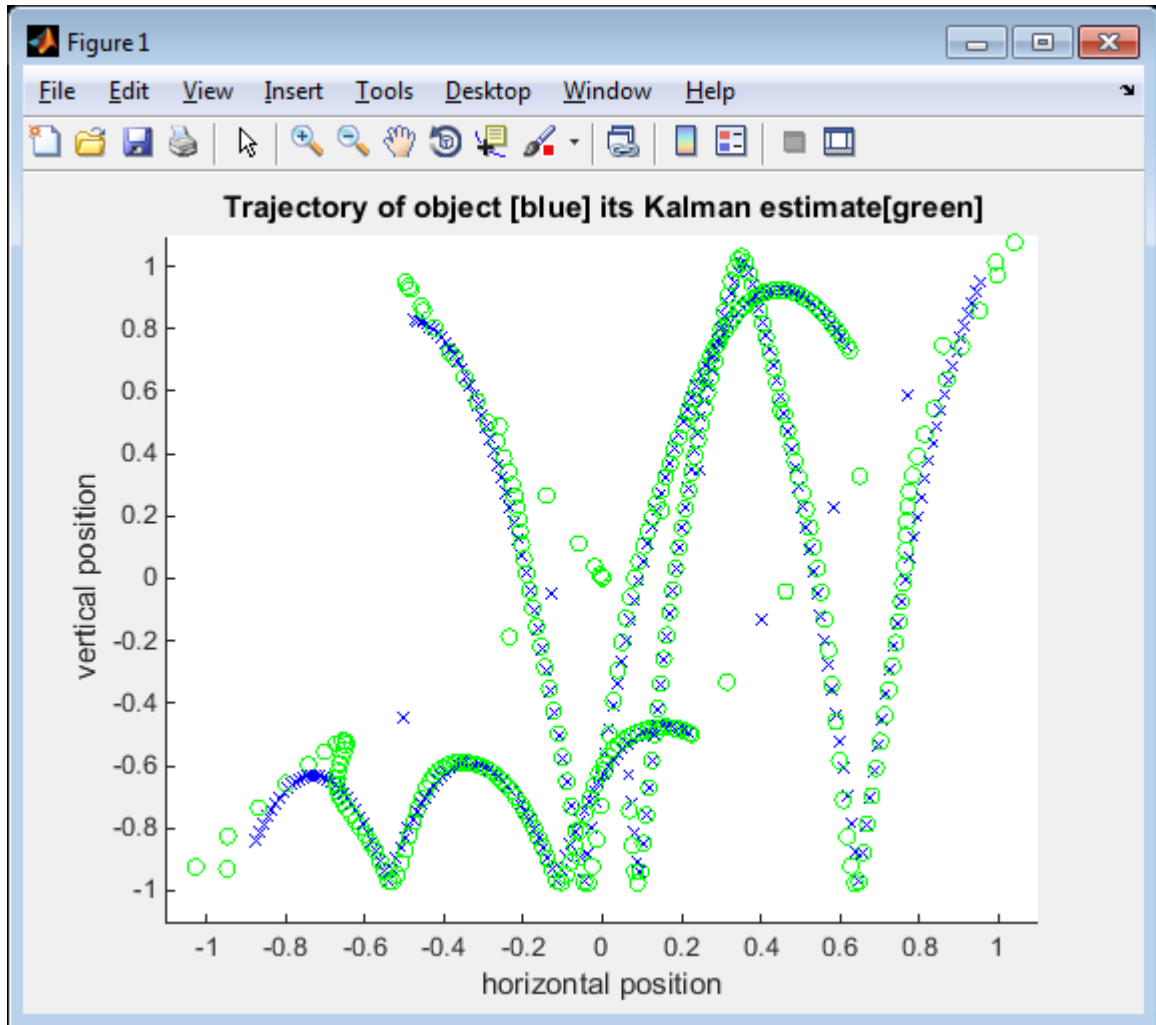 Figure 1
File Edit View Insert Tools Desktop Window Help
Trajectory of object [blue] its Kalman estimate[green]
1
0.8
0.6
0.4
0.2
0
-0.2
-0.4
-0.6
-0.8
-1
vertical position
-1 -0.8 -0.6 -0.4 -0.2 0 0.2 0.4 0.6 0.8 1
horizontal position